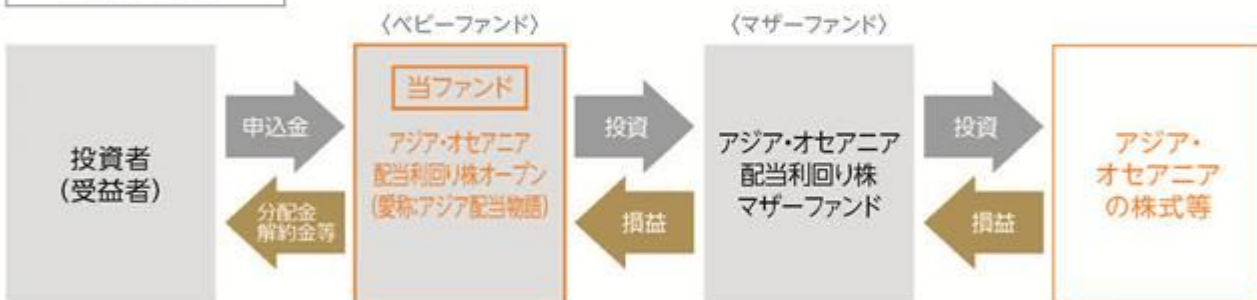 〈ベビーファンド〉
〈マザーファンド〉
投資者
(受益者)
申込金
分配金
解約金等
当ファンド
アジア・オセアニア
配当利回り株オープン
(愛称:アジア配当物語)
投資
損益
アジア・オセアニア
配当利回り株
マザーファンド
投資
損益
アジア・
オセアニア
の株式等